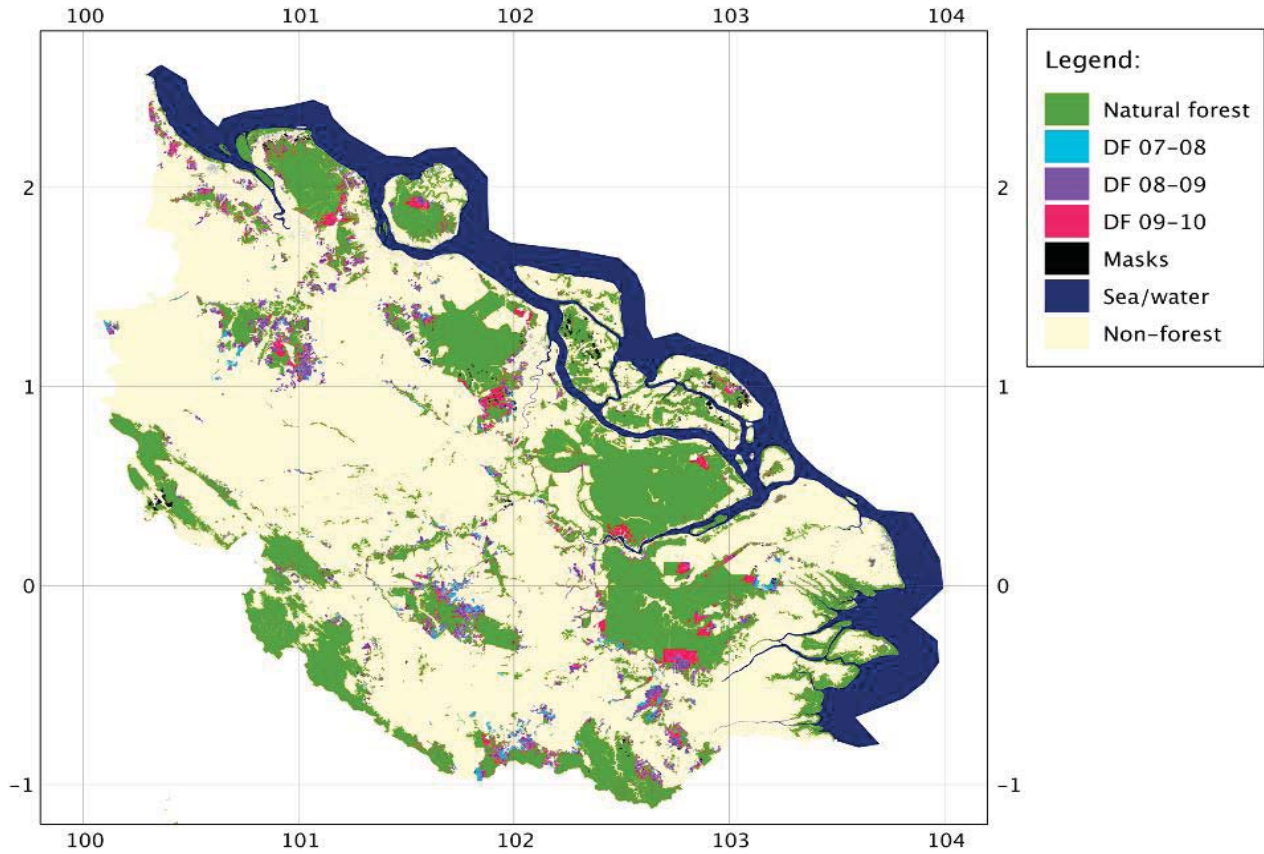 100 101 102 103 104
2 2
1 1
0 0
-1 -1
100 101 102 103 104
Legend:
Natural forest
DF 07-08
DF 08-09
DF 09-10
Masks
Sea/water
Non-forest